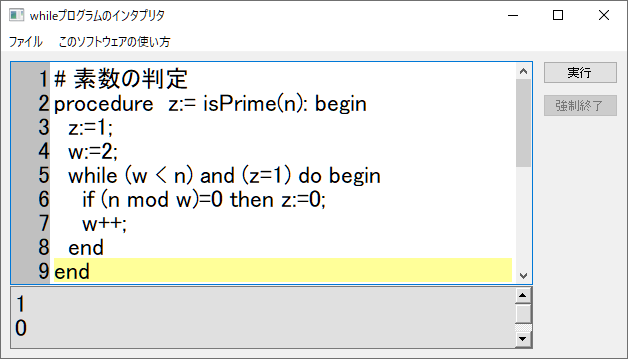 whileプログラムのインタプリタ
ファイル このソフトウェアの使い方
1 # 素数の判定
2 procedure z:= isPrime(n): begin
3 z:=1;
4 w:=2;
5 while (w < n) and (z=1) do begin
6 if (n mod w)=0 then z:=0;
7 w++;
8 end
9 end
1
0
実行
強制終了